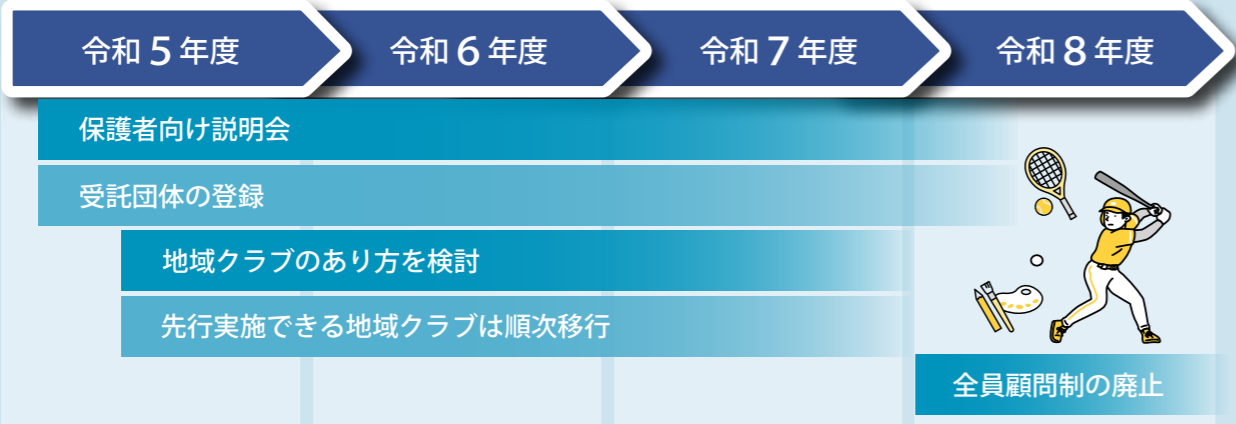 令和5年度
令和6年度
令和7年度
令和8年度
保護者向け説明会
受託団体の登録
地域クラブのあり方を検討
先行実施できる地域クラブは順次移行
全員顧問制の廃止